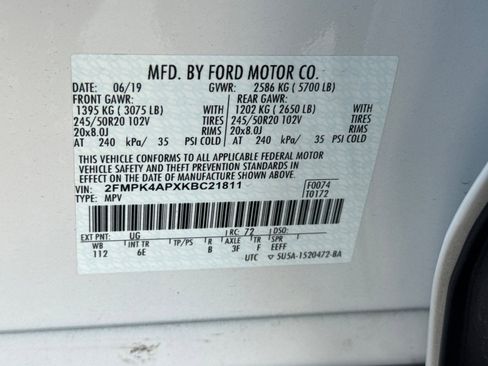 MFD. BY FORD MOTOR CO.
DATE: 06/19 GVWR: 2586 KG ( 5700 LB)
FRONT GAWR: REAR GAWR:
1395 KG ( 3075 LB) WITH 1202 KG ( 2650 LB) WITH
245/50R20 102V TIRES 245/50R20 102V TIRES
20x8.0J RIMS 20x8.0J RIMS
AT 240 kPa/ 35 PSI COLD AT 240 kPa/ 35 PSI COLD
THIS VEHICLE CONFORMS TO ALL APPLICABLE FEDERAL MOTOR
VEHICLE SAFETY AND THEFT PREVENTION STANDARDS IN EFFECT
ON THE DATE OF MANUFACTURE SHOWN ABOVE.
VIN: 2FMPK4APXKBC21811 F0074
TYPE: MPV T0172
EXT PNT: UG RC: 72 DSO:
WB INT TR TP/PS R AXLE TR SPR
112 6E B 3F F EEFFA
UTC ▽ 5U5A-1520472-BA